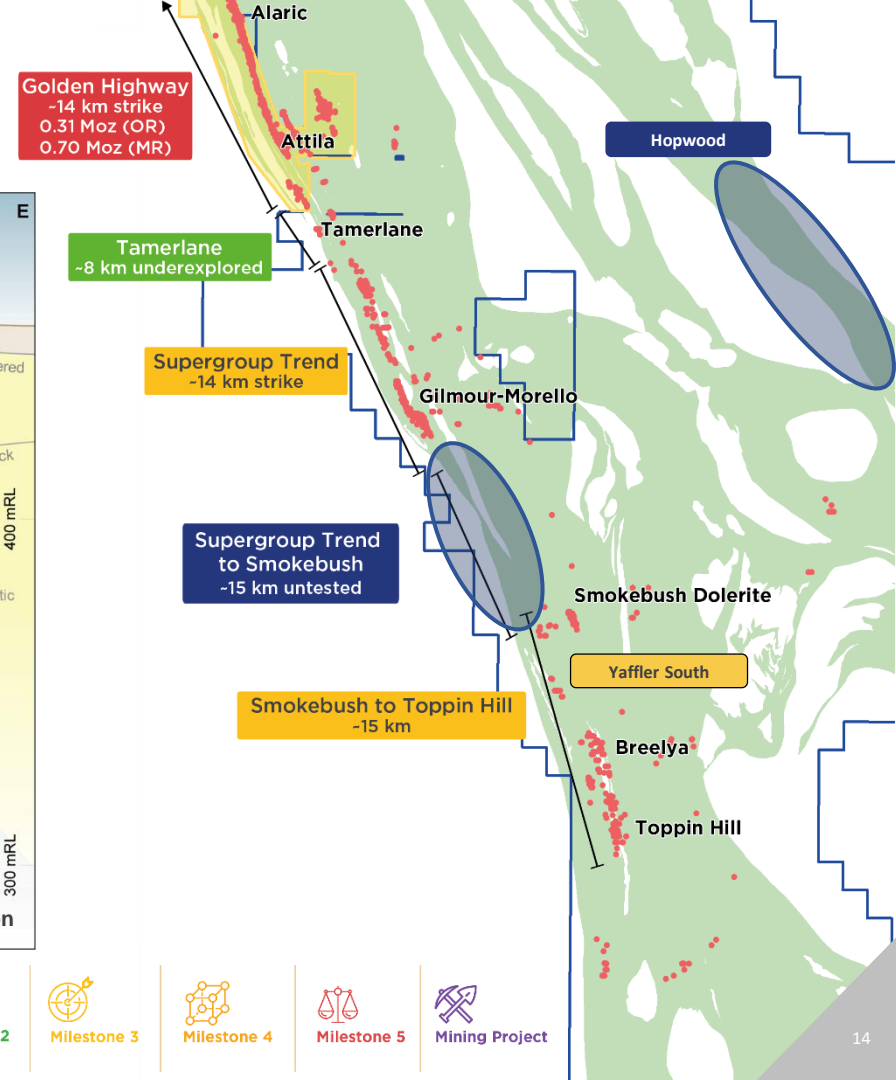 Alaric
Golden Highway
~14 km strike
0.31 Moz (OR)
0.70 Moz (MR)
Attila
Hopwood
E
Tamerlane
Tamerlane
~8 km underexplored
Supergroup Trend
~14 km strike
ered
Gilmour-Morello
ck
400 mRL
Supergroup Trend
to Smokebush
~15 km untested
tic
Smokebush Dolerite
Yaffler South
Smokebush to Toppin Hill
~15 km
Breelya
Toppin Hill
300 mRL
n
2
Milestone 3
Milestone 4
Milestone 5
Mining Project
14